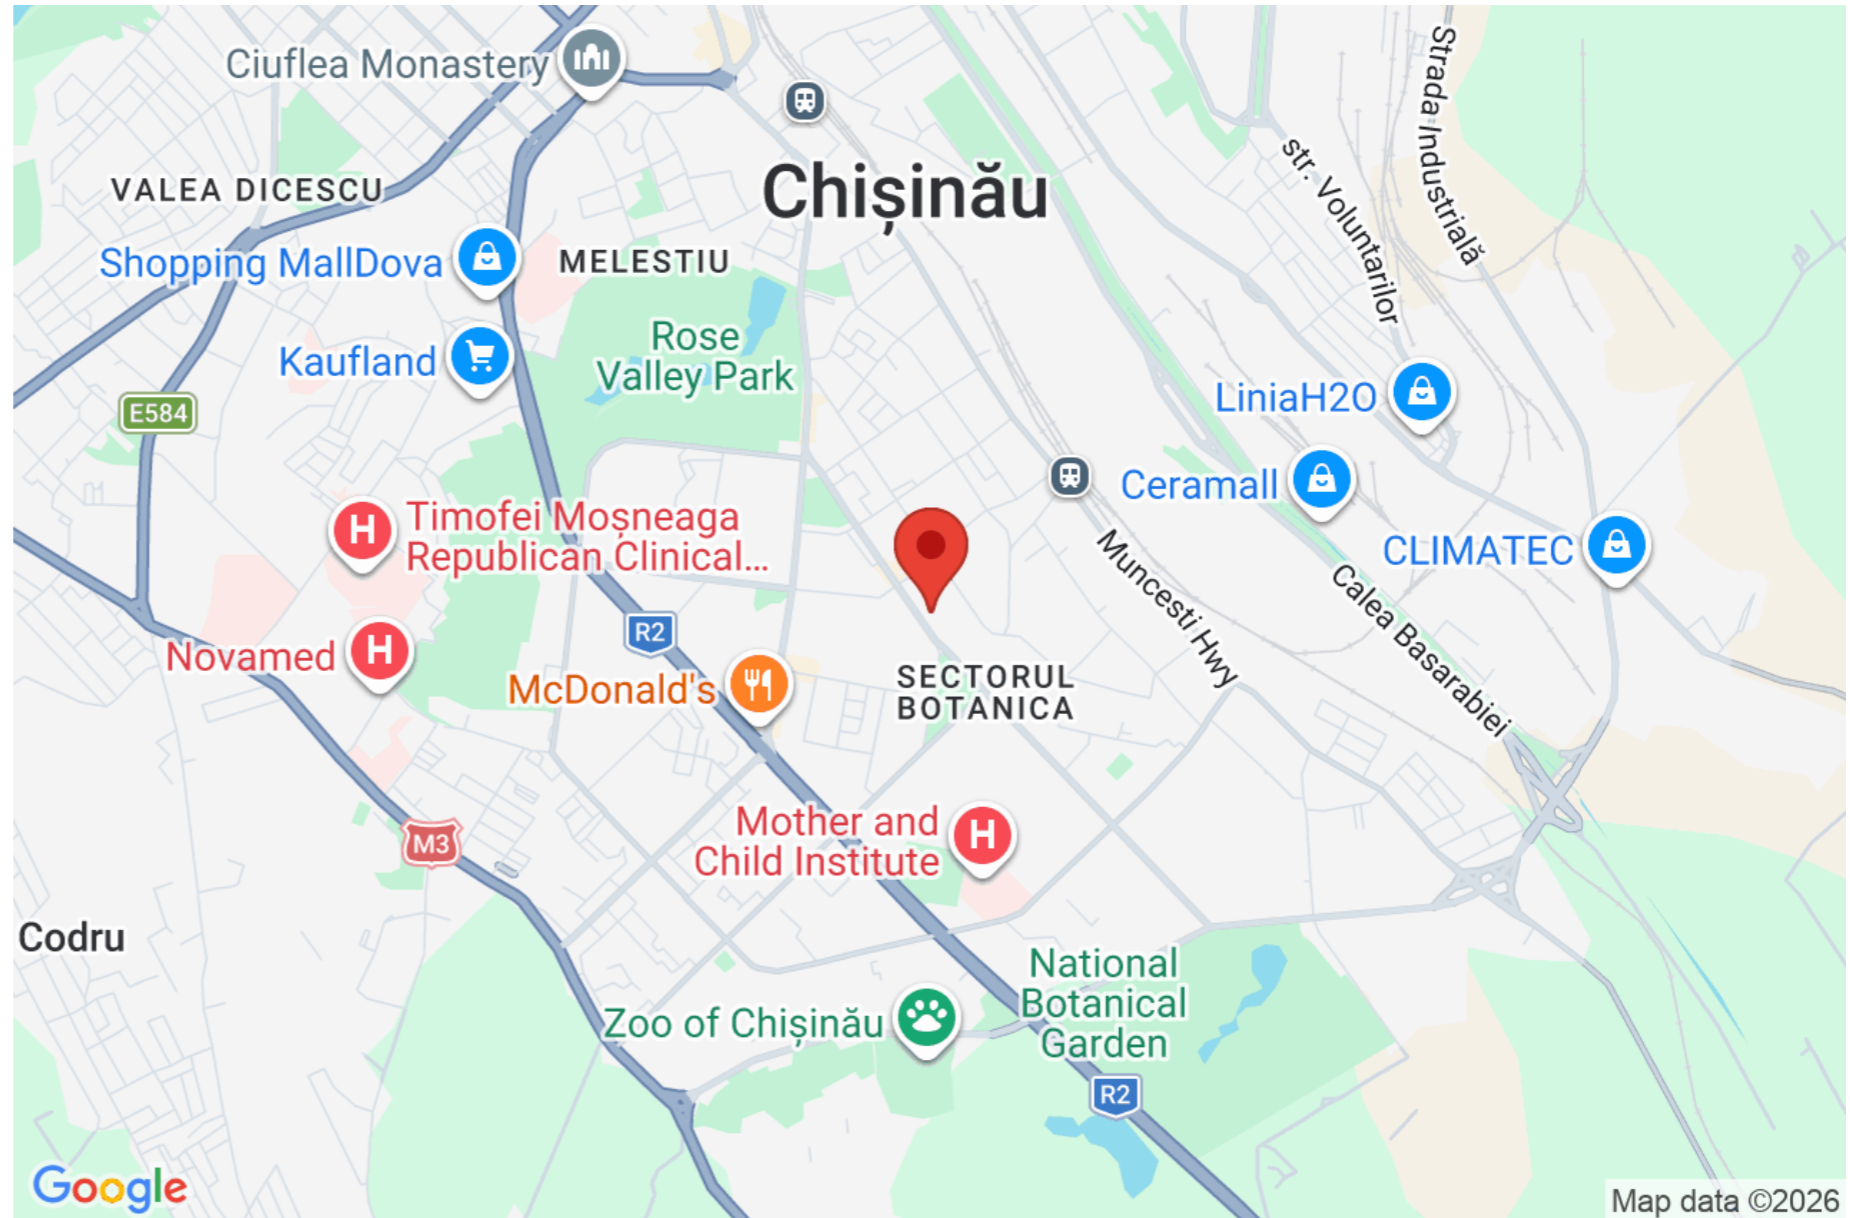 Ciuflea Monastery
Strada Industrială
str. Voluntarilor
Chișinău
VALEA DICESCU
Shopping MallDova
MELESTIU
Rose
Valley Park
Kaufland
E584
LiniaH2O
Ceramall
CLIMATEC
Timofei Moșneaga
Republican Clinical...
Muncesti Hwy
Calea Basarabiei
R2
Novamed
McDonald's
SECTORUL
BOTANICA
Mother and
Child Institute
M3
Codru
National
Botanical
Garden
Zoo of Chișinău
R2
Google
Map data ©2026